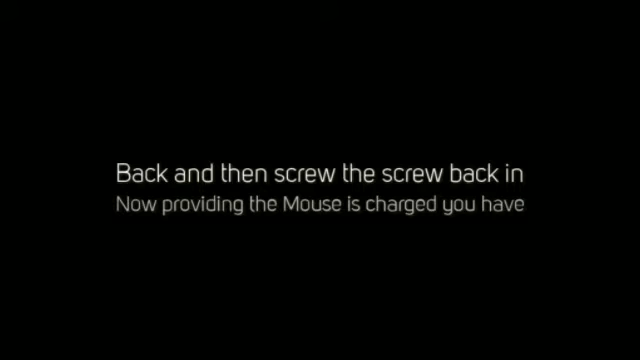 Back and then screw the screw back in
Now providing the Mouse is charged you have